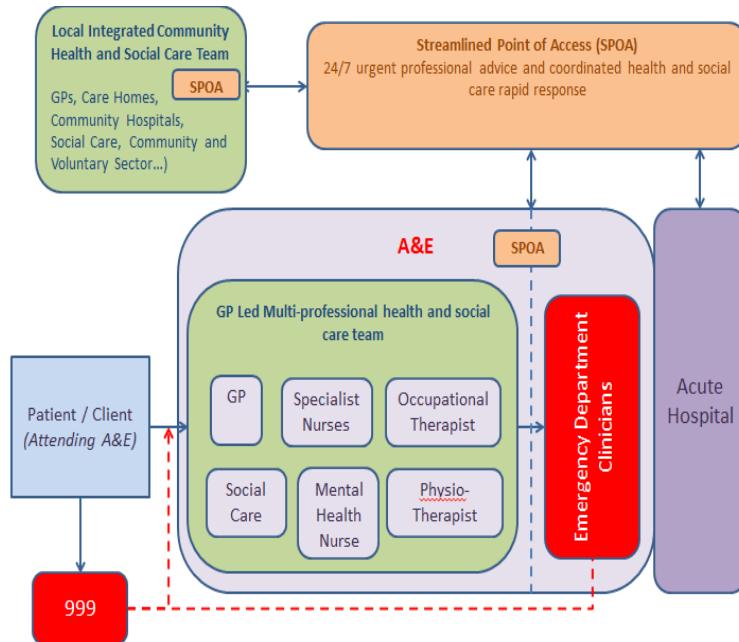 Local Integrated Community
Health and Social Care Team
SPOA
GPs, Care Homes,
Community Hospitals,
Social Care, Community and
Voluntary Sector...)
Streamlined Point of Access (SPOA)
24/7 urgent professional advice and coordinated health and social
care rapid response
A&E
SPOA
GP Led Multi-professional health and social
care team
GP
Specialist
Nurses
Occupational
Therapist
Social
Care
Mental
Health
Nurse
Physio-
Therapist
Emergency Department
Clinicians
Acute
Hospital
Patient / Client
(Attending A&E)
999